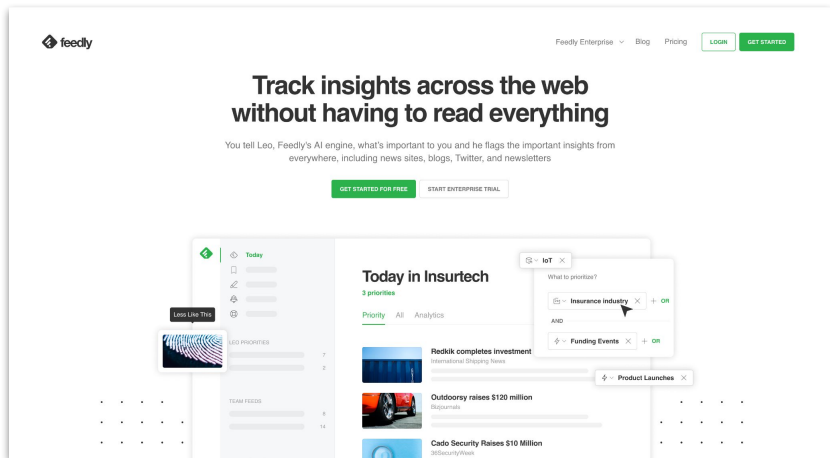 feedly
Feedly Enterprise
Blog
Pricing
LOGIN
GET STARTED
Track insights across the web
without having to read everything
You tell Leo, Feedly's AI engine, what's important to you and he flags the important insights from
everywhere, including news sites, blogs, Twitter, and newsletters
GET STARTED FOR FREE
START ENTERPRISE TRIAL
Today
Less Like This
LEO PRIORITIES
7
2
TEAM FEEDS
8
14
Today in Insurtech
3 priorities
Priority
All
Analytics
Redkik completes investment
International Shipping News
Outdoorsy raises $120 million
Bizjournals
Cado Security Raises $10 Million
36SecurityWeek
IoT
What to prioritize?
Insurance industry
+ OR
AND
Funding Events
+ OR
Product Launches